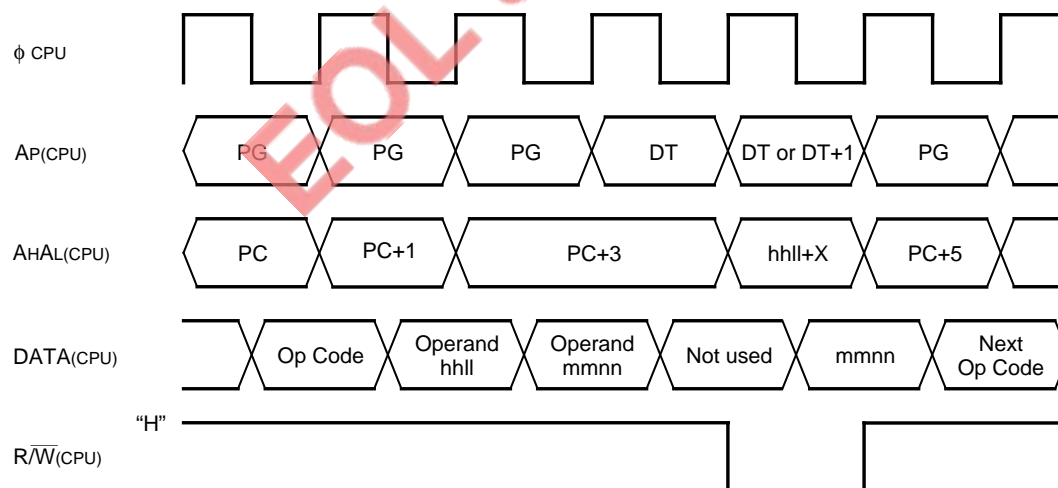 φ CPU
AP(CPU)
PG
PG
PG
DT
DT or DT+1
PG
AHAL(CPU)
PC
PC+1
PC+3
hhll+X
PC+5
DATA(CPU)
Op Code
Operand
hhll
Operand
mmnn
Not used
mmnn
Next
Op Code
“H”
R/W̅(CPU)
EOL